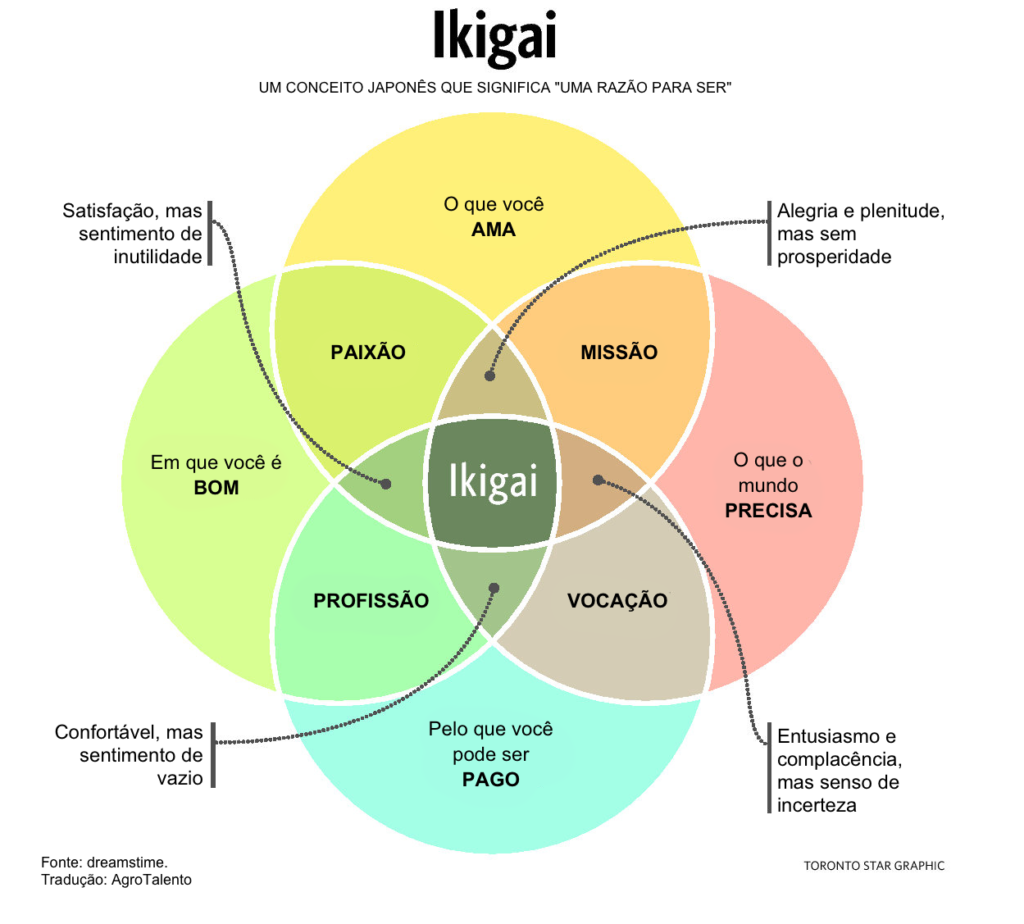 Ikigai
UM CONCEITO JAPONÊS QUE SIGNIFICA "UMA RAZÃO PARA SER"
O que você
AMA
Satisfação, mas
sentimento de
inutilidade
Alegria e plenitude,
mas sem
prosperidade
PAIXÃO
MISSÃO
Em que você é
BOM
Ikigai
O que o
mundo
PRECISA
PROFISSÃO
VOCAÇÃO
Confortável, mas
sentimento de
vazio
Pelo que você
pode ser
PAGO
Entusiasmo e
complacência,
mas senso de
incerteza
Fonte: dreamstime.
Tradução: AgroTalento
TORONTO STAR GRAPHIC